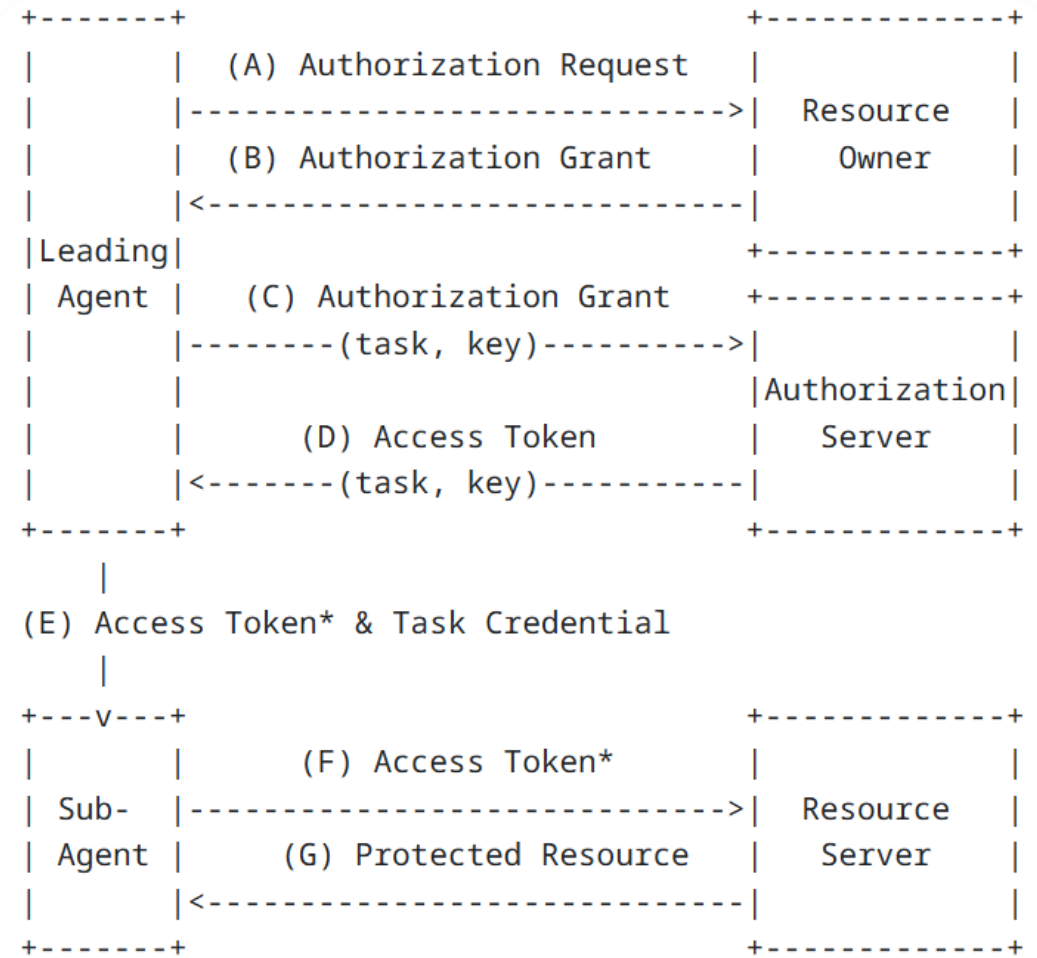 +-------+                              +-------------+
|       |  (A) Authorization Request   |             |
|       |----------------------------->|  Resource   |
|       |  (B) Authorization Grant     |    Owner    |
|       |<-----------------------------|             |
|Leading|                              +-------------+
| Agent |   (C) Authorization Grant    +-------------+
|       |--------(task, key)---------->|             |
|       |                              |Authorization|
|       |      (D) Access Token        |   Server    |
|       |<-------(task, key)-----------|             |
+-------+                              +-------------+
    |
(E) Access Token* & Task Credential
    |
+---v---+                              +-------------+
|       |      (F) Access Token*       |             |
| Sub-  |----------------------------->|  Resource   |
| Agent |     (G) Protected Resource   |   Server    |
|       |<-----------------------------|             |
+-------+                              +-------------+